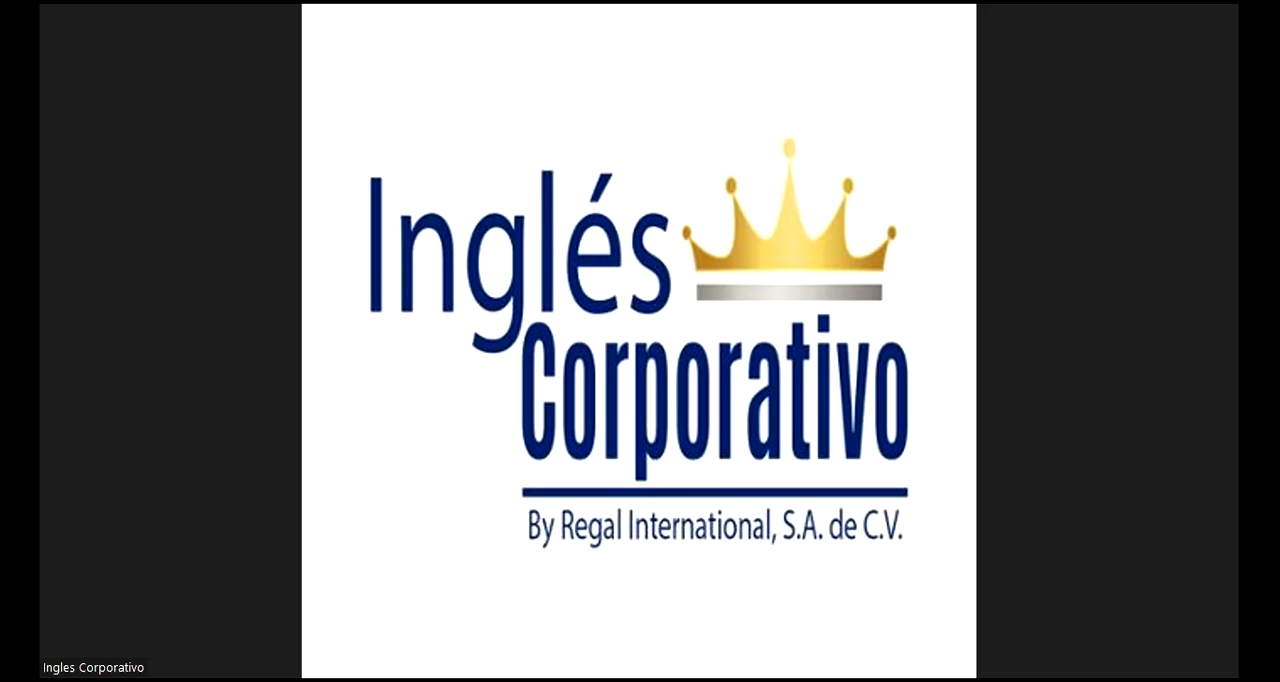 Inglés
Corporativo
By Regal International, S.A. de C.V.
Ingles Corporativo